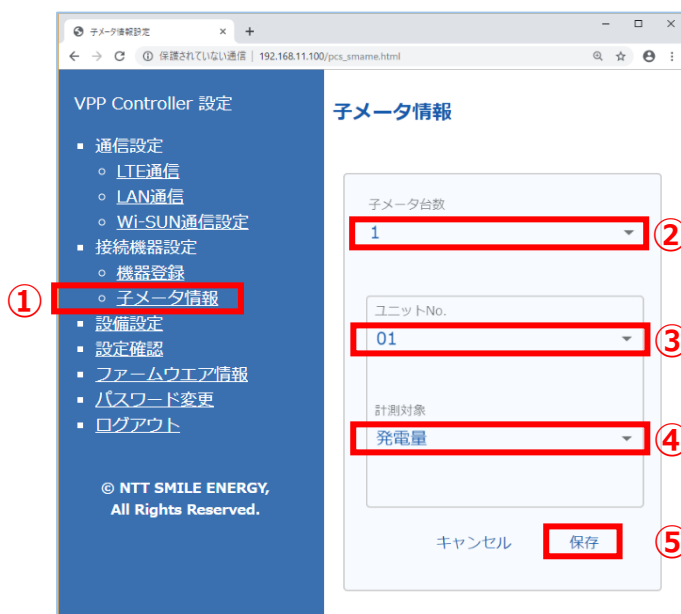 子メータ情報設定
保護されていない通信 | 192.168.11.100/pcs_smame.html
VPP Controller 設定
通信設定
LTE通信
LAN通信
Wi-SUN通信設定
接続機器設定
機器登録
① 子メータ情報
設備設定
設定確認
ファームウエア情報
パスワード変更
ログアウト
© NTT SMILE ENERGY,
All Rights Reserved.
子メータ情報
子メータ台数
1 ②
ユニットNo.
01 ③
計測対象
発電量 ④
キャンセル 保存 ⑤